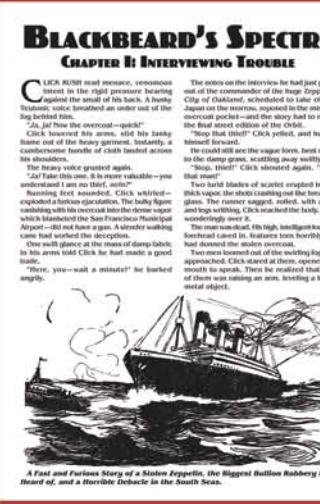 BLACKBEARD'S SPECTR
CHAPTER I: INTERVIEWING TROUBLE
CLICK RUSH read menace, venomous
intent in the rigid pressure bearing
against the small of his back. A husky
Teutonic voice breathed an order out of the
fog behind him.
"Ja, ja! Now the overcoat—quick!"
Click lowered his arms, slid his lanky
frame out of the heavy garment. Instantly, a
cumbersome bundle of cloth landed across
his shoulders.
The heavy voice grunted again.
"Ja! Take this one. It is more valuable—you
understand I am no thief, nein?"
Running feet sounded. Click whirled—
exploded a furious ejaculation. The bulky figure
vanishing with his overcoat into the dense vapor
which blanketed the San Francisco Municipal
Airport—did not have a gun. A slender walking
cane had worked the deception.
One swift glance at the mass of damp fabric
in his arms told Click he had made a good
trade.
"Here, you—wait a minute!" he barked
angrily.
The notes on the interview he had just
out of the commander of the huge Zepp
City of Oakland, scheduled to take of
Japan on the morrow, reposed in the
overcoat pocket—and the story had to
the final street edition of the Orbit.
"Stop that thief!" Click yelled, and hu
himself forward.
He could still see the vague form, bent
to the damp grass, scuttling away swiftly
"Stop, thief!" Click shouted again. "
that man!"
Two lurid blades of scarlet erupted in
thick vapor, the shots crashing out like
glass. The runner sagged, rolled, with
and legs writhing. Click reached the body,
wonderingly over it.
The man was dead. His high, intelligent
forehead caved in, features torn horribly
had donned the stolen overcoat.
Two men loomed out of the swirling fog
approached. Click stared at them, opened
mouth to speak. Then he realized that
of them was raising an arm, leveling a
metal object.
A Fast and Furious Story of a Stolen Zeppelin, the Biggest Bullion Robbery
Heard of, and a Horrible Debacle in the South Seas.